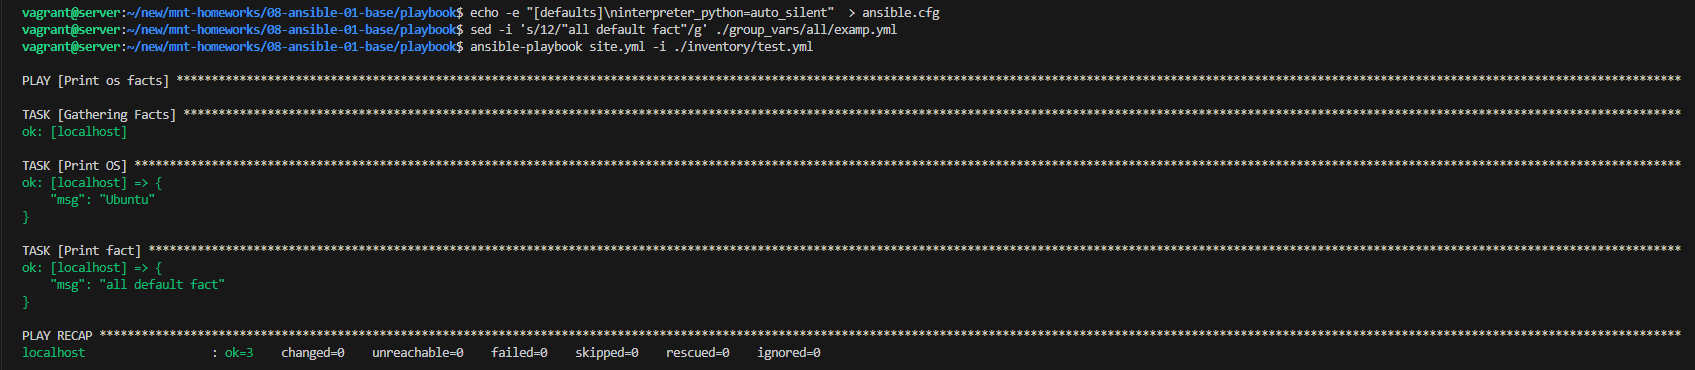 vagrant@server:~/new/mnt-homeworks/08-ansible-01-base/playbook$ echo -e "[defaults]\ninterpreter_python=auto_silent"  > ansible.cfg
vagrant@server:~/new/mnt-homeworks/08-ansible-01-base/playbook$ sed -i 's/12/"all default fact"/g' ./group_vars/all/examp.yml
vagrant@server:~/new/mnt-homeworks/08-ansible-01-base/playbook$ ansible-playbook site.yml -i ./inventory/test.yml
PLAY [Print os facts] ***********************************************************************************************************************************************************************************************************************
TASK [Gathering Facts] **********************************************************************************************************************************************************************************************************************
ok: [localhost]
TASK [Print OS] *****************************************************************************************************************************************************************************************************************************
ok: [localhost] => {
    "msg": "Ubuntu"
}
TASK [Print fact] ***************************************************************************************************************************************************************************************************************************
ok: [localhost] => {
    "msg": "all default fact"
}
PLAY RECAP **********************************************************************************************************************************************************************************************************************************
localhost                  : ok=3    changed=0    unreachable=0    failed=0    skipped=0    rescued=0    ignored=0